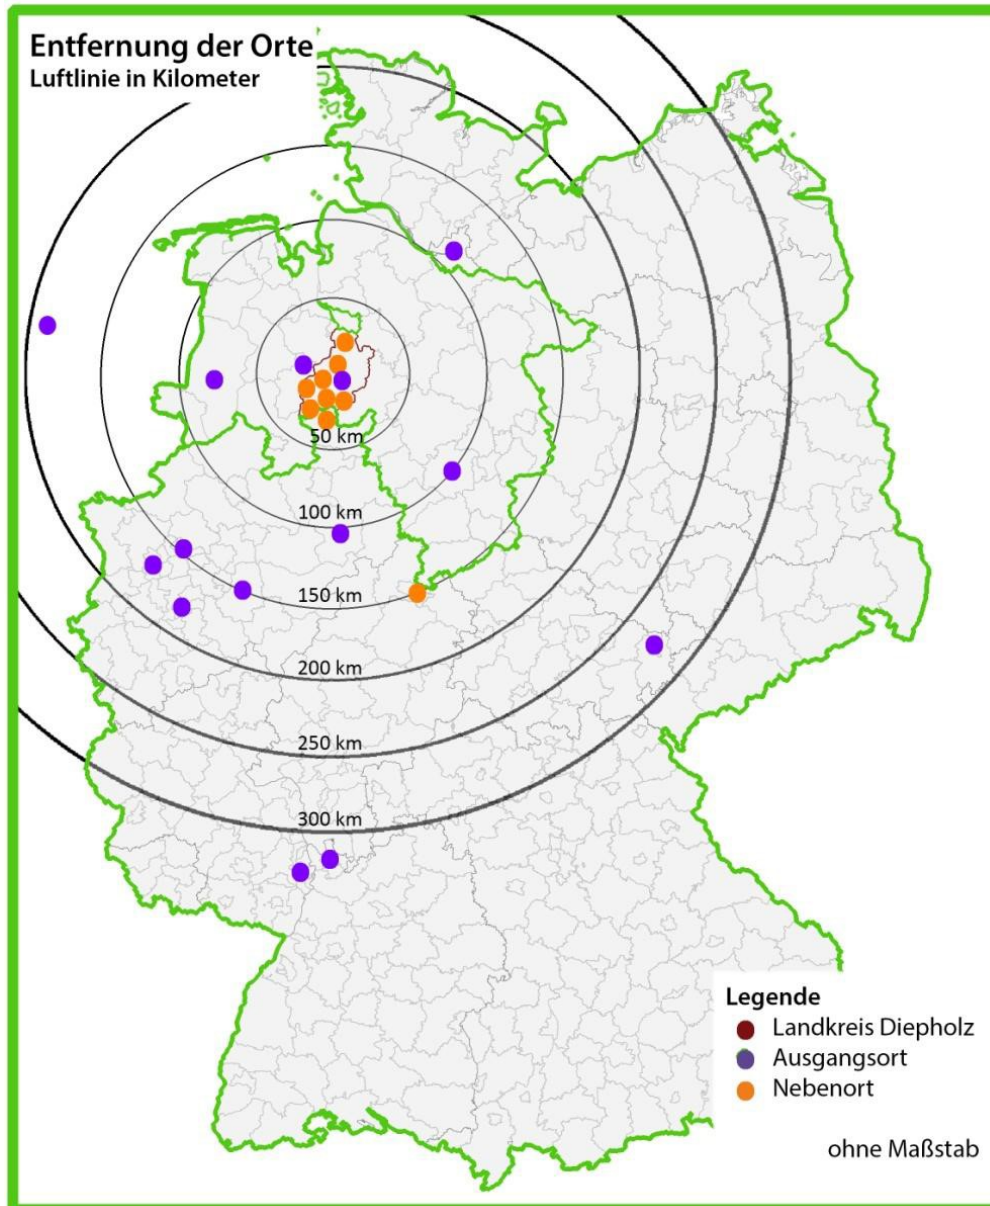 Entfernung der Orte
Luftlinie in Kilometer
50 km
100 km
150 km
200 km
250 km
300 km
Legende
Landkreis Diepholz
Ausgangsort
Nebenort
ohne Maßstab